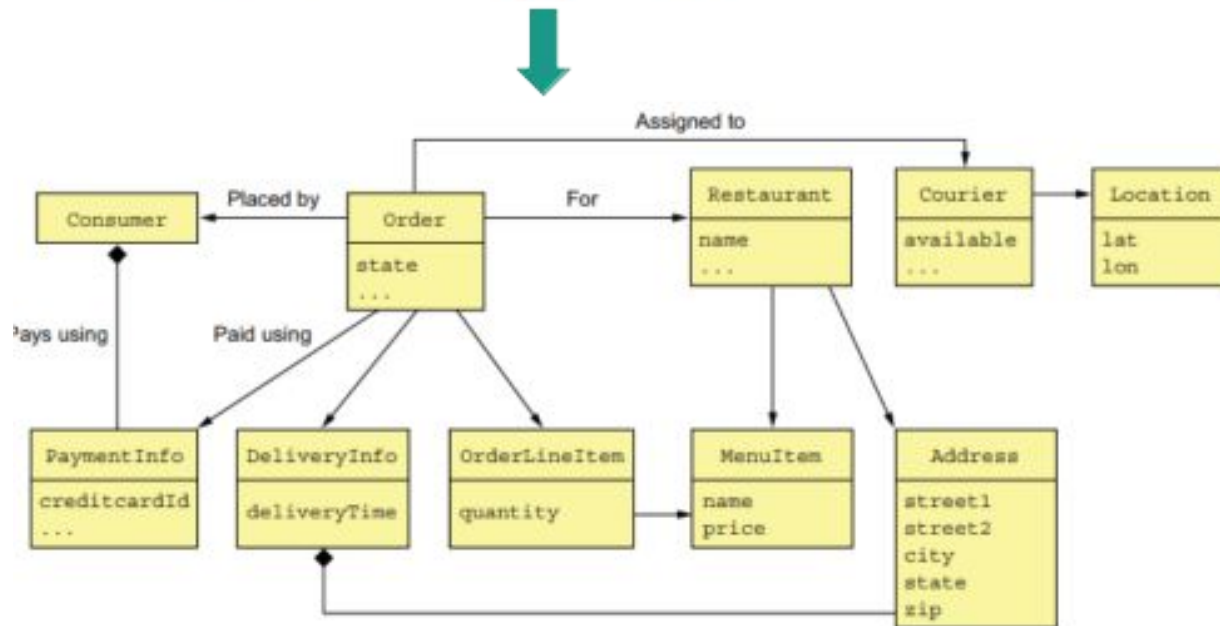 Assigned to
Placed by
For
Consumer
Order
state
...
Restaurant
name
...
Courier
available
...
Location
lat
lon
Pays using
Paid using
PaymentInfo
creditcardId
...
DeliveryInfo
deliveryTime
OrderLineItem
quantity
MenuItem
name
price
Address
street1
street2
city
state
zip